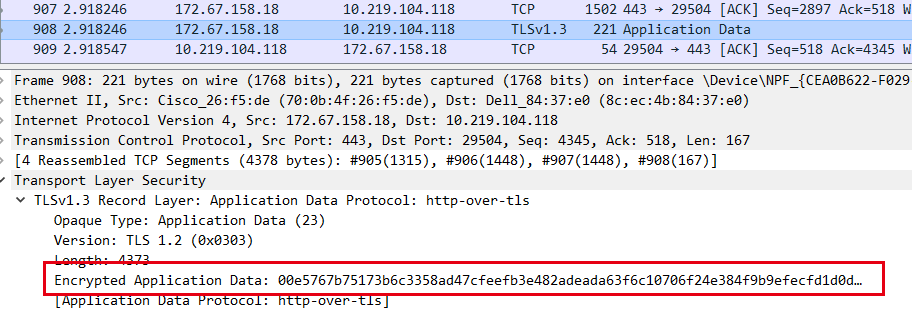 907 2.918246 172.67.158.18 10.219.104.118 TCP 1502 443 → 29504 [ACK] Seq=2897 Ack=518 W
908 2.918246 172.67.158.18 10.219.104.118 TLSv1.3 221 Application Data
909 2.918547 10.219.104.118 172.67.158.18 TCP 54 29504 → 443 [ACK] Seq=518 Ack=4345 W
Frame 908: 221 bytes on wire (1768 bits), 221 bytes captured (1768 bits) on interface \Device\NPF_{CEA0B622-F029
Ethernet II, Src: Cisco_26:f5:de (70:0b:4f:26:f5:de), Dst: Dell_84:37:e0 (8c:ec:4b:84:37:e0)
Internet Protocol Version 4, Src: 172.67.158.18, Dst: 10.219.104.118
Transmission Control Protocol, Src Port: 443, Dst Port: 29504, Seq: 4345, Ack: 518, Len: 167
[4 Reassembled TCP Segments (4378 bytes): #905(1315), #906(1448), #907(1448), #908(167)]
Transport Layer Security
TLSv1.3 Record Layer: Application Data Protocol: http-over-tls
Opaque Type: Application Data (23)
Version: TLS 1.2 (0x0303)
Length: 4373
Encrypted Application Data: 00e5767b75173b6c3358ad47cfeefb3e482adeada63f6c10706f24e384f9b9efecfd1d0d…
[Application Data Protocol: http-over-tls]